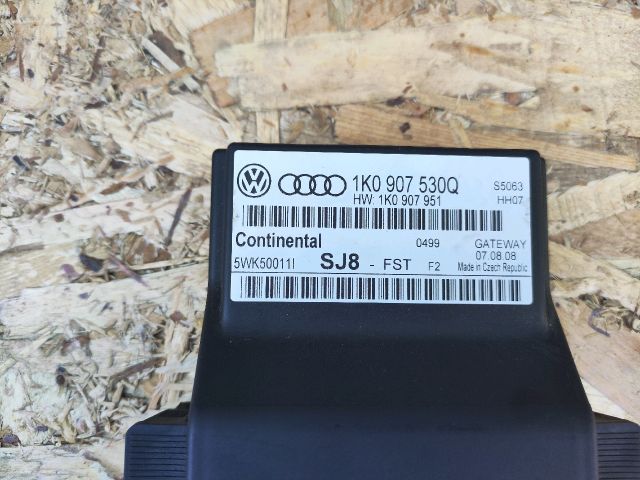 1K0 907 530Q S5063
HW: 1K0 907 951 HH07
Continental 0499 GATEWAY
07.08.08
5WK50011I SJ8 - FST F2 Made in Czech Republic